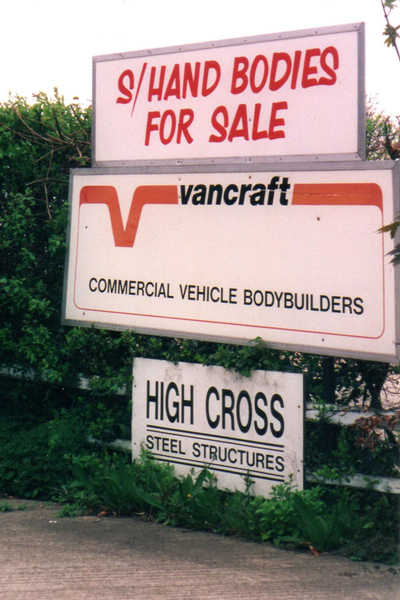 S/HAND BODIES
FOR SALE
vancraft
COMMERCIAL VEHICLE BODYBUILDERS
HIGH CROSS
STEEL STRUCTURES